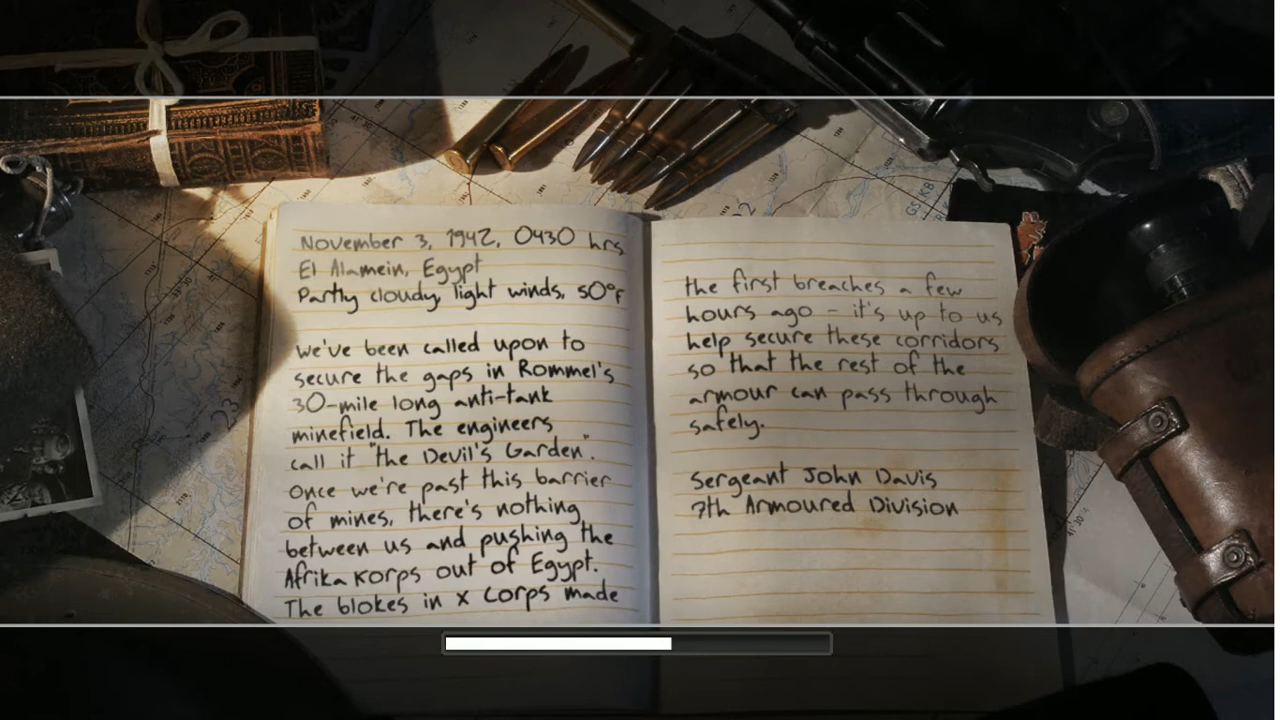 November 3, 1942, 0430 hrs
El Alamein, Egypt
Partly cloudy, light winds, 50°F
We've been called upon to
secure the gaps in Rommel's
30-mile long anti-tank
minefield. The engineers
call it "the Devil's Garden".
Once we're past this barrier
of mines, there's nothing
between us and pushing the
Afrika Korps out of Egypt.
The blokes in X Corps made
the first breaches a few
hours ago - it's up to us
help secure these corridors
so that the rest of the
armour can pass through
safely.
Sergeant John Davis
7th Armoured Division